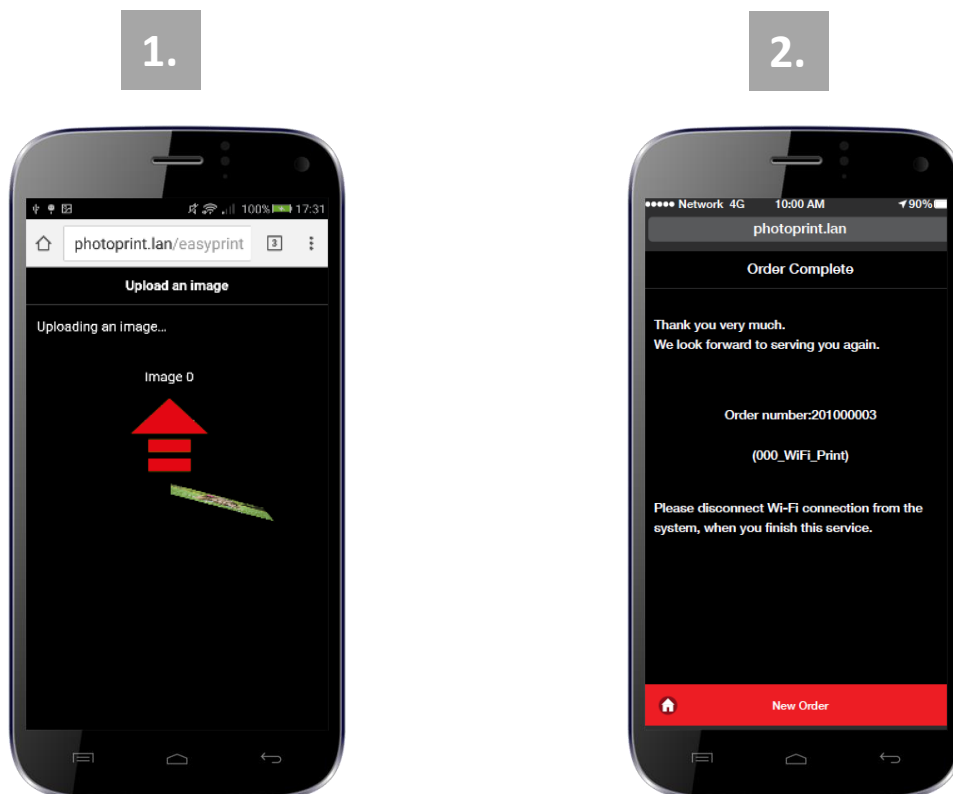 1.
2.
100% 17:31
photoprint.lan/easyprint 3
Upload an image
Uploading an image...
Image 0
Network 4G 10:00 AM 90%
photoprint.lan
Order Complete
Thank you very much.
We look forward to serving you again.
Order number:201000003
(000_WiFi_Print)
Please disconnect Wi-Fi connection from the
system, when you finish this service.
New Order